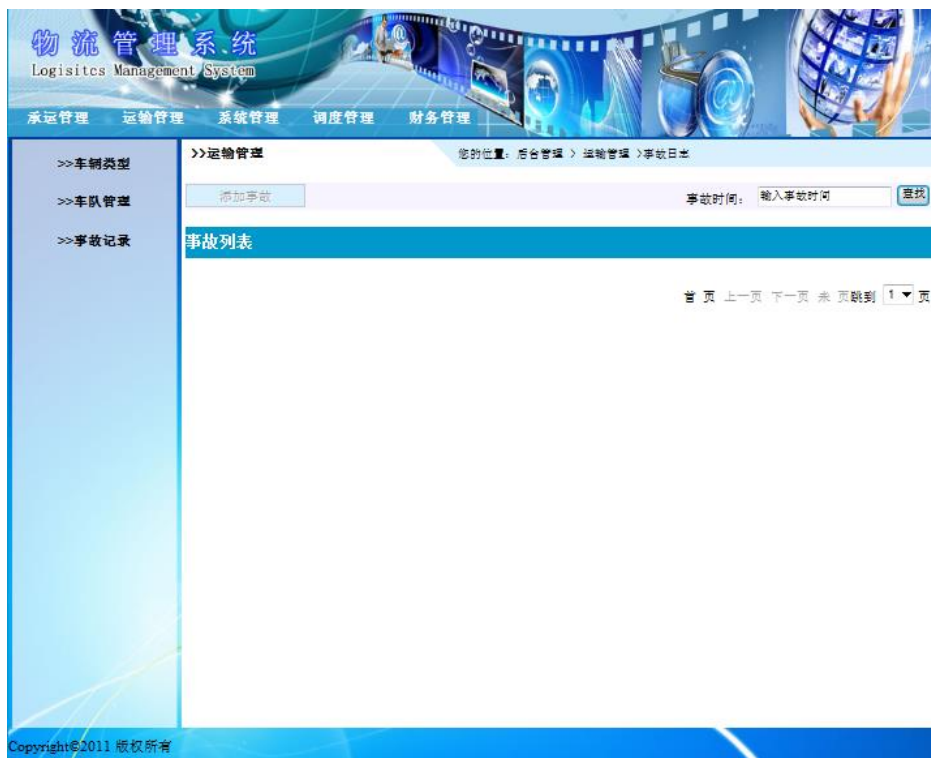 物流管理系统
Logisitcs Management System
承运管理 运输管理 系统管理 调度管理 财务管理
>>车辆类型
>>车队管理
>>事故记录
>>运输管理 您的位置：后台管理 > 运输管理 >事故日志
添加事故 事故时间： 输入事故时间 查找
事故列表
首 页 上一页 下一页 未 页跳到 1 页
Copyright©2011 版权所有